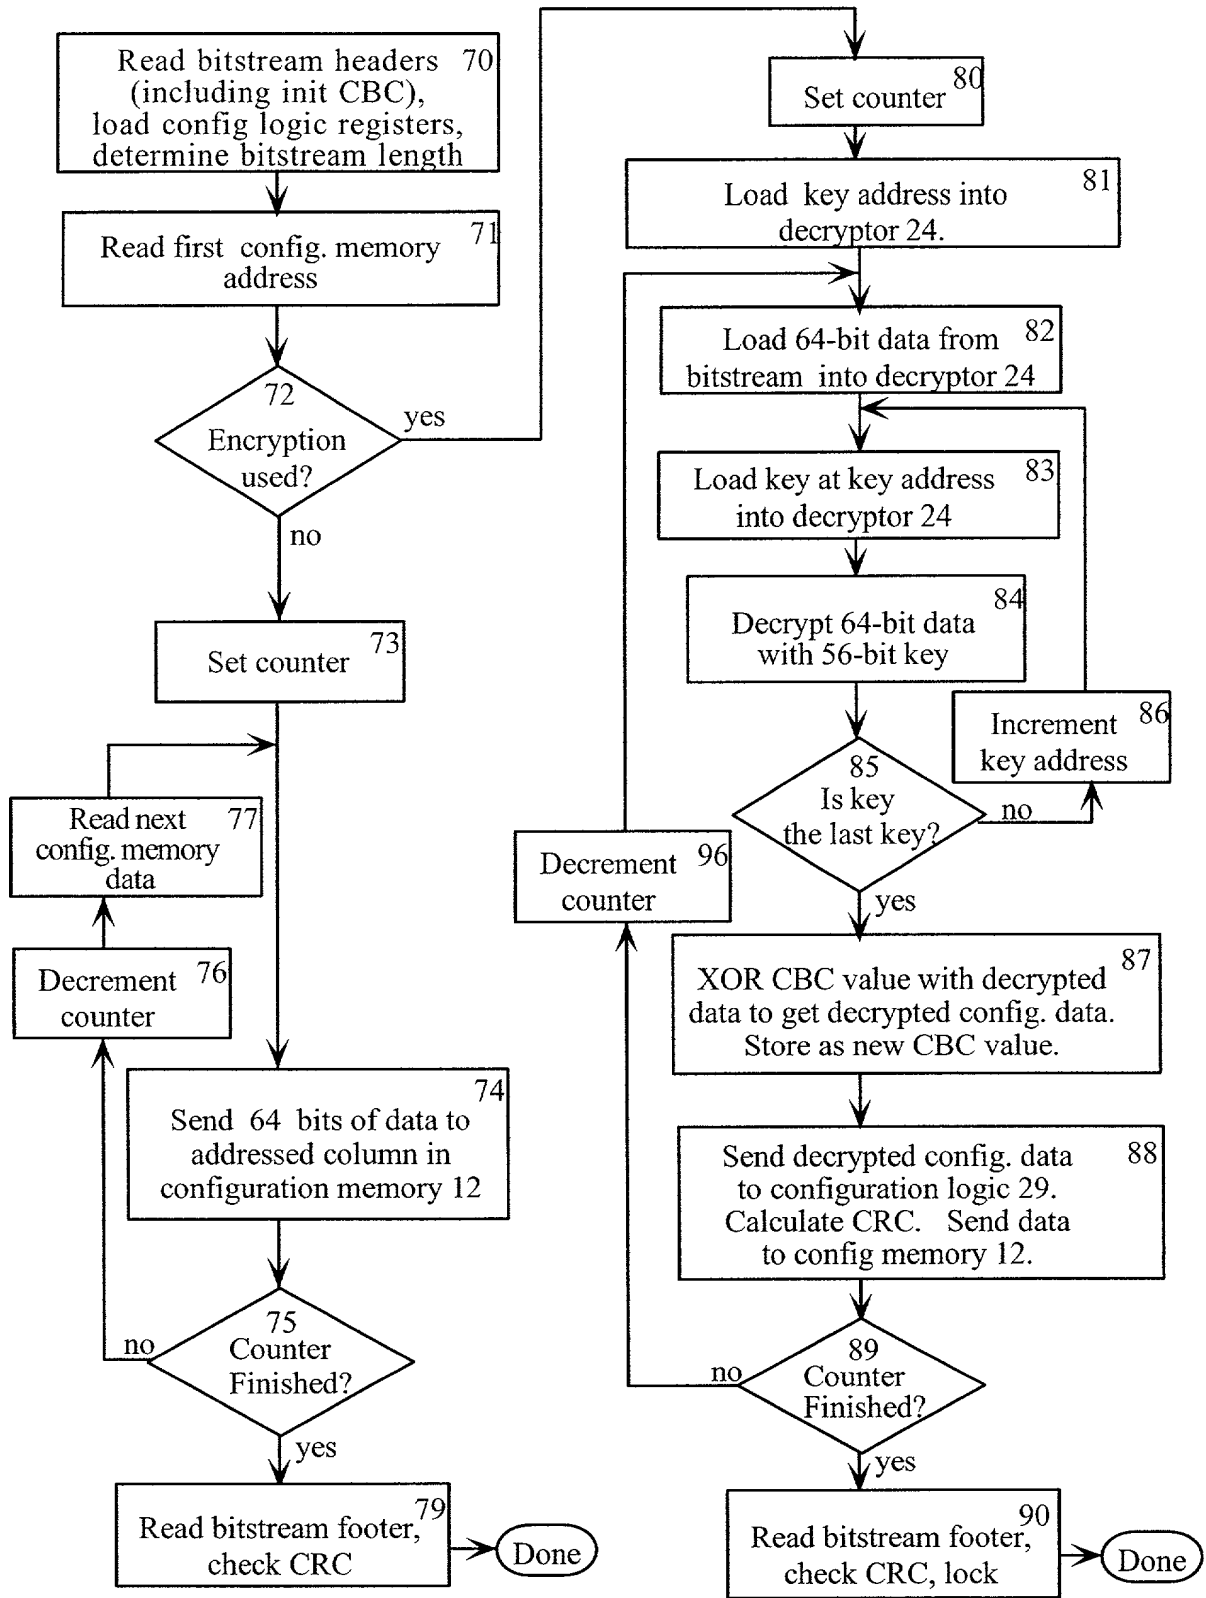 70
Read bitstream headers
(including init CBC),
load config logic registers,
determine bitstream length
71
Read first config. memory
address
72
Encryption
used?
yes
no
73
Set counter
77
Read next
config. memory
data
76
Decrement
counter
74
Send 64 bits of data to
addressed column in
configuration memory 12
75
Counter
Finished?
no
yes
79
Read bitstream footer,
check CRC
Done
80
Set counter
81
Load key address into
decryptor 24.
82
Load 64-bit data from
bitstream into decryptor 24
83
Load key at key address
into decryptor 24
84
Decrypt 64-bit data
with 56-bit key
86
Increment
key address
85
Is key
the last key?
no
yes
96
Decrement
counter
87
XOR CBC value with decrypted
data to get decrypted config. data.
Store as new CBC value.
88
Send decrypted config. data
to configuration logic 29.
Calculate CRC. Send data
to config memory 12.
89
Counter
Finished?
no
yes
90
Read bitstream footer,
check CRC, lock
Done